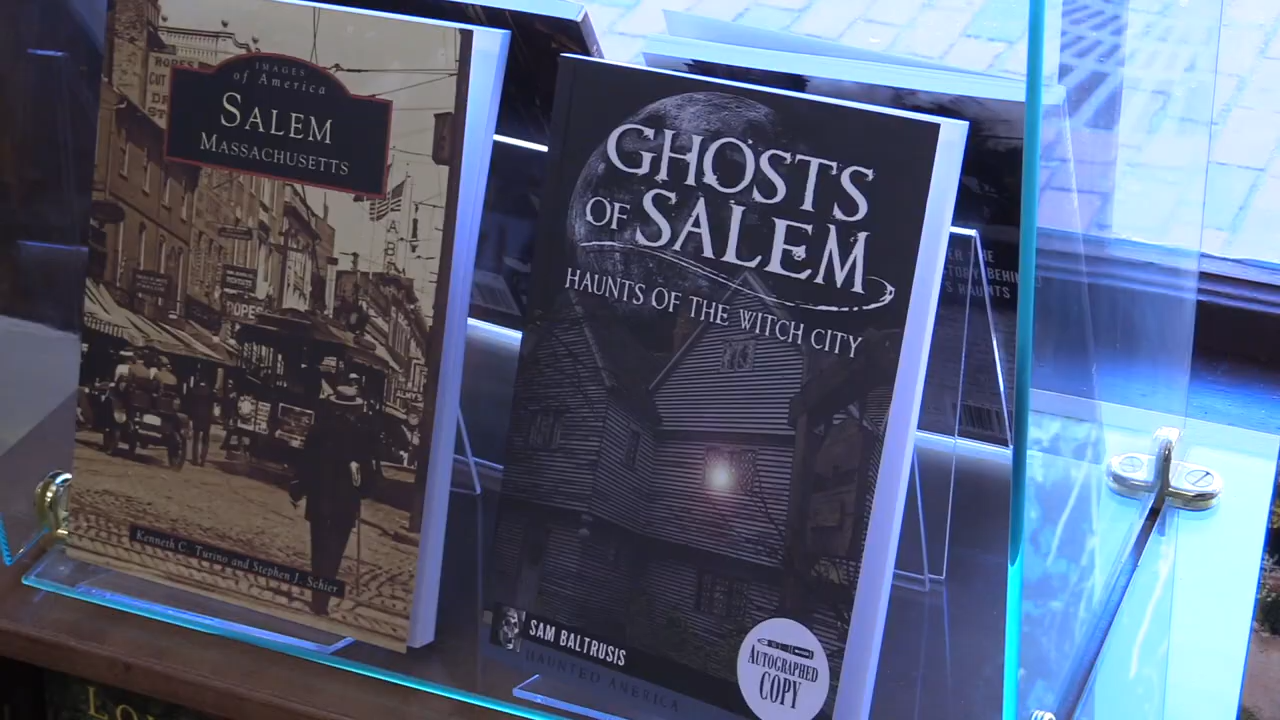 IMAGES
of America
SALEM
MASSACHUSETTS
Kenneth C. Turino and Stephen J. Schier
GHOSTS
OF SALEM
HAUNTS OF THE WITCH CITY
SAM BALTRUSIS
HAUNTED AMERICA
AUTOGRAPHED
COPY
BEHIN